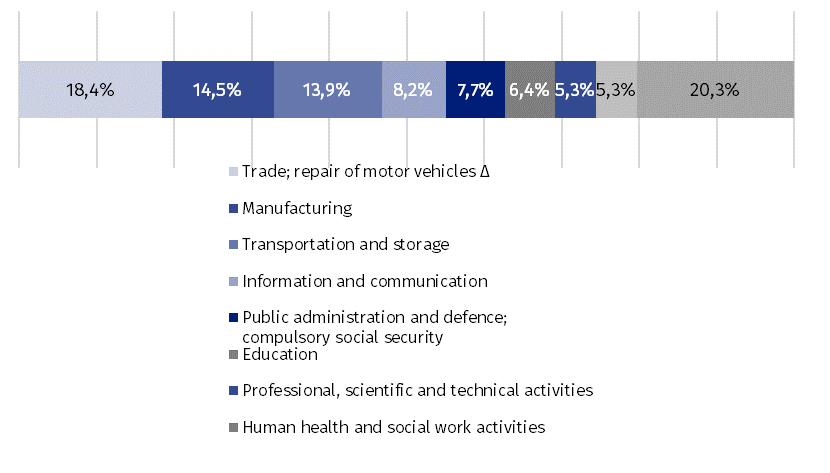 18,4% 14,5% 13,9% 8,2% 7,7% 6,4% 5,3% 5,3% 20,3%
Trade; repair of motor vehicles Δ
Manufacturing
Transportation and storage
Information and communication
Public administration and defence;
compulsory social security
Education
Professional, scientific and technical activities
Human health and social work activities